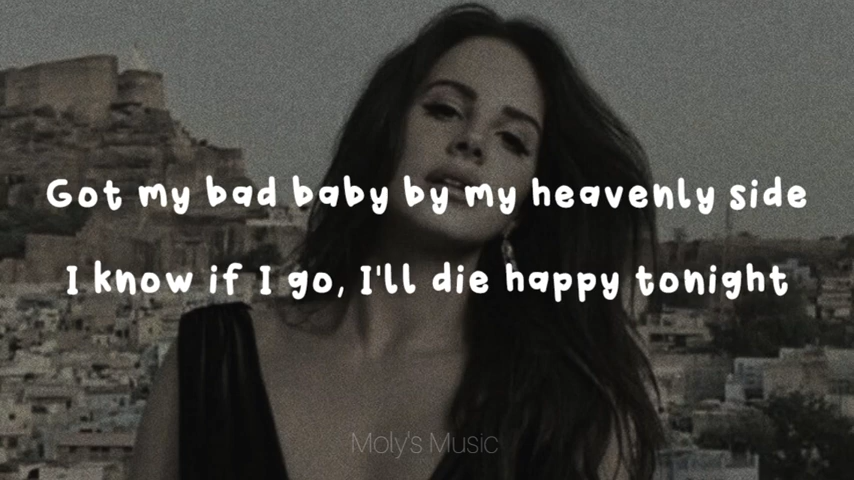 Got my bad baby by my heavenly side
I know if I go, I'll die happy tonight
Moly's Music